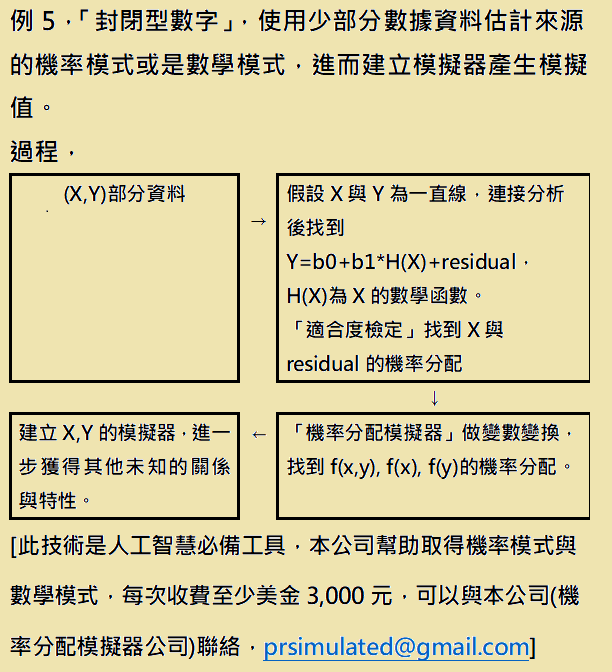 例 5，「封閉型數字」，使用少部分數據資料估計來源
的機率模式或是數學模式，進而建立模擬器產生模擬
值。
過程，
(X,Y)部分資料
→
假設 X 與 Y 為一直線，連接分析
後找到
Y=b0+b1*H(X)+residual，
H(X)為 X 的數學函數。
「適合度檢定」找到 X 與
residual 的機率分配
↓
「機率分配模擬器」做變數變換，
找到 f(x,y), f(x), f(y)的機率分配。
←
建立 X,Y 的模擬器，進一
步獲得其他未知的關係
與特性。
[此技術是人工智慧必備工具，本公司幫助取得機率模式與
數學模式，每次收費至少美金 3,000 元，可以與本公司(機
率分配模擬器公司)聯絡，prsimulated@gmail.com]